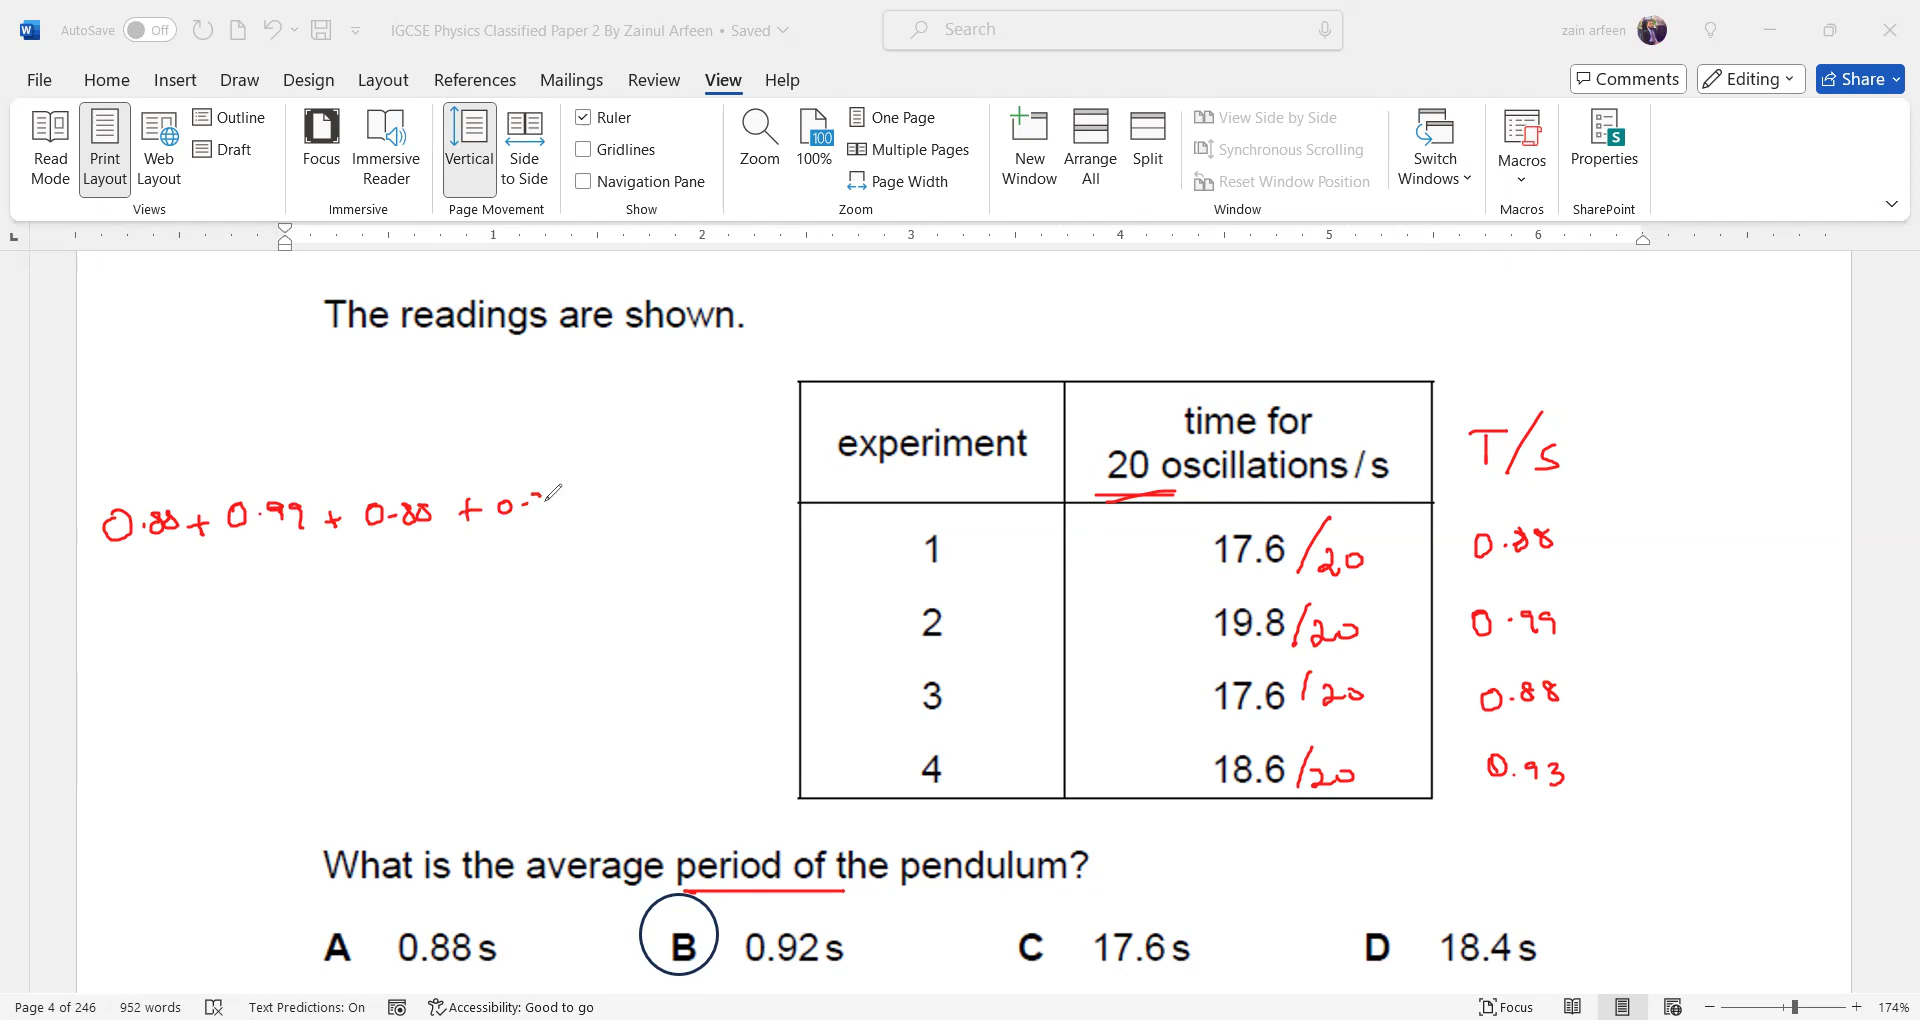 AutoSave Off IGCSE Physics Classified Paper 2 By Zainul Arfeen • Saved Search zain arfeen
File Home Insert Draw Design Layout References Mailings Review View Help Comments Editing Share
Read Mode
Print Layout
Web Layout
Outline
Draft
Views
Focus
Immersive Reader
Immersive
Vertical
Side to Side
Page Movement
Ruler
Gridlines
Navigation Pane
Show
Zoom
100
100%
One Page
Multiple Pages
Page Width
Zoom
New Window
Arrange All
Split
View Side by Side
Synchronous Scrolling
Reset Window Position
Switch Windows
Window
Macros
Macros
Properties
SharePoint
1 2 3 4 5 6
The readings are shown.
experiment time for 20 oscillations / s T/s
0.88 + 0.99 + 0.88 + 0.
1 17.6 /20 0.88
2 19.8 /20 0.99
3 17.6 /20 0.88
4 18.6 /20 0.93
What is the average period of the pendulum?
A 0.88 s B 0.92 s C 17.6 s D 18.4 s
Page 4 of 246 952 words Text Predictions: On Accessibility: Good to go Focus 174%